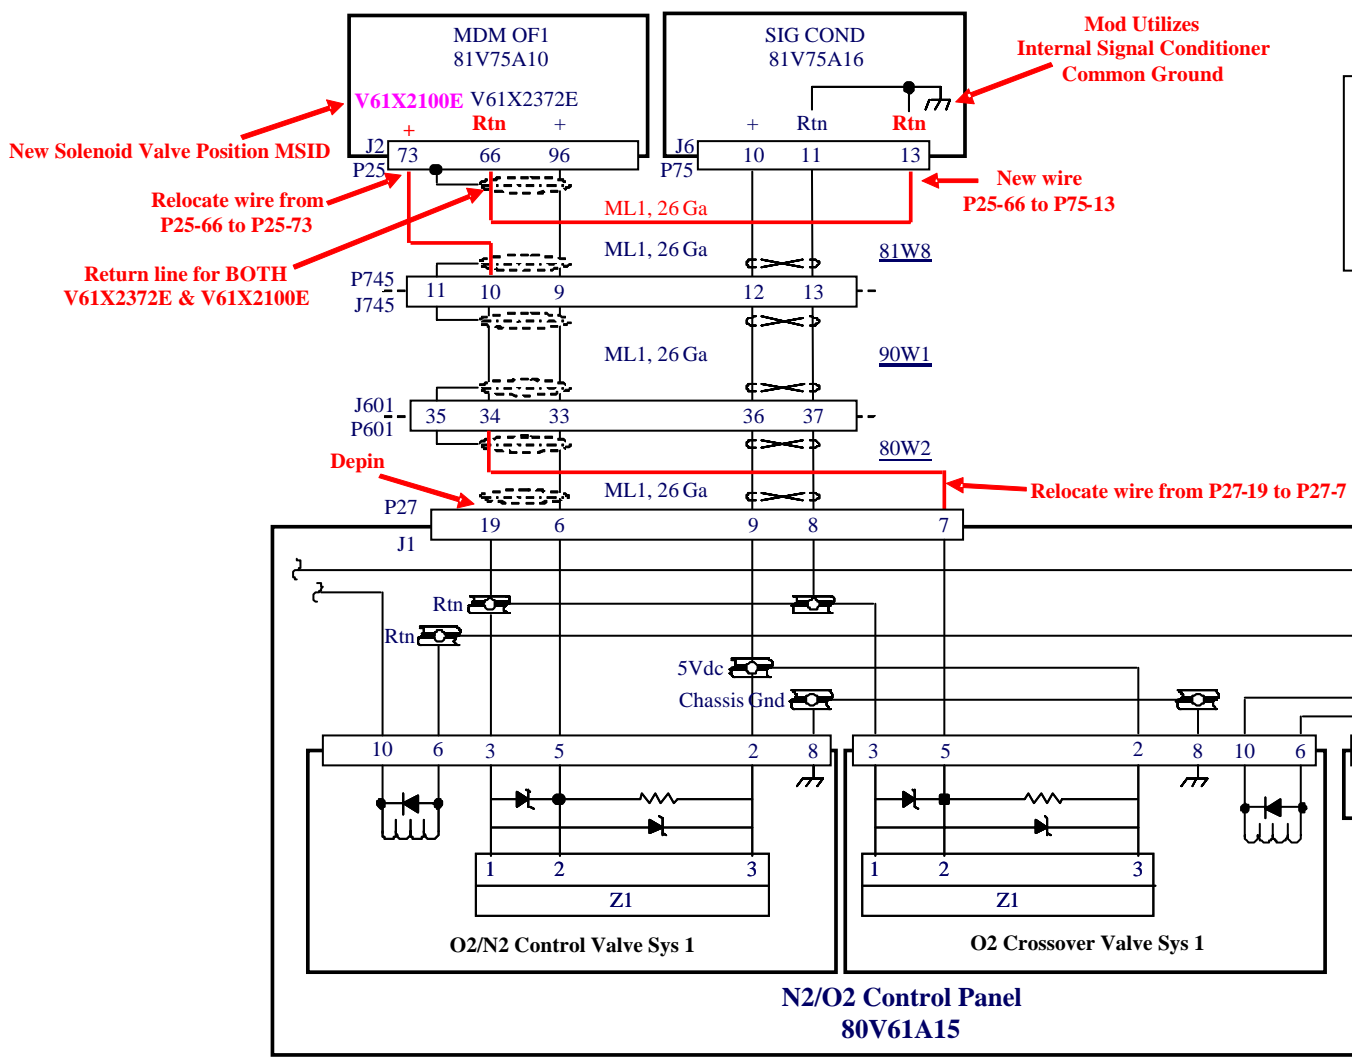 MDM OF1
81V75A10
SIG COND
81V75A16
Mod Utilizes
Internal Signal Conditioner
Common Ground
V61X2100E V61X2372E
+ Rtn +
+ Rtn Rtn
New Solenoid Valve Position MSID
J2 73 66 96
P25
J6 10 11 13
P75
Relocate wire from
P25-66 to P25-73
New wire
P25-66 to P75-13
ML1, 26 Ga
ML1, 26 Ga
81W8
Return line for BOTH
V61X2372E & V61X2100E
P745 11 10 9 12 13
J745
ML1, 26 Ga
90W1
J601 35 34 33 36 37
P601
80W2
Depin
ML1, 26 Ga
Relocate wire from P27-19 to P27-7
P27
19 6 9 8 7
J1
Rtn
Rtn
5Vdc
Chassis Gnd
10 6 3 5 2 8
3 5 2 8 10 6
1 2 3
1 2 3
Z1
Z1
O2/N2 Control Valve Sys 1
O2 Crossover Valve Sys 1
N2/O2 Control Panel
80V61A15